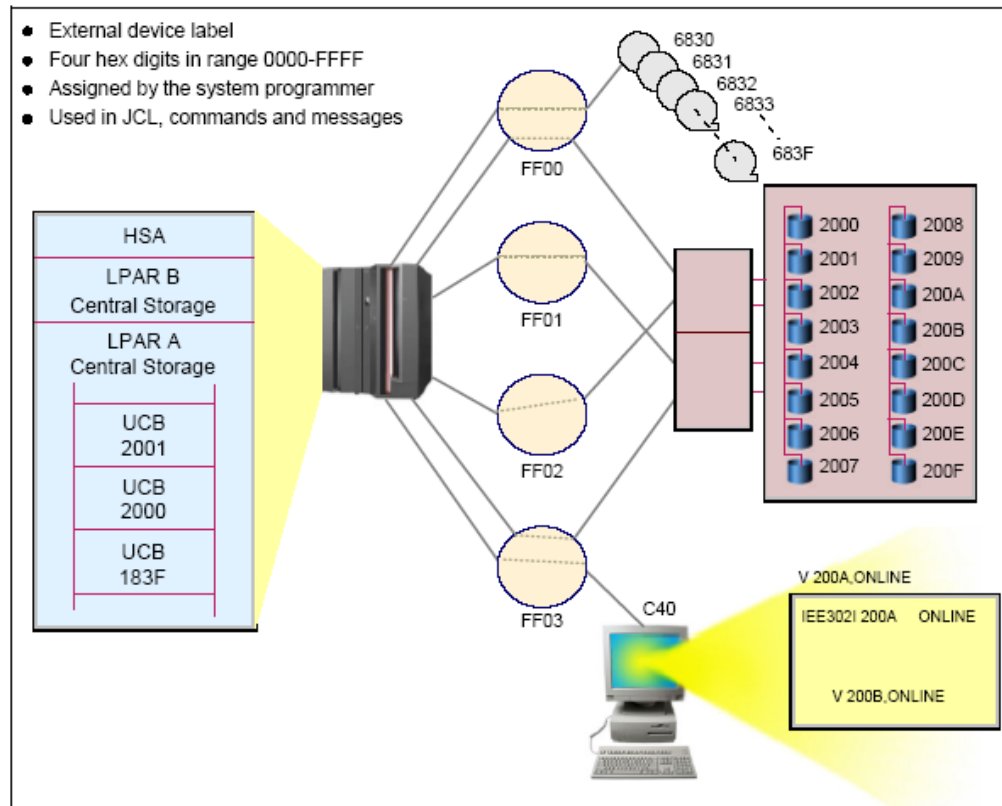 External device label
Four hex digits in range 0000-FFFF
Assigned by the system programmer
Used in JCL, commands and messages
HSA
LPAR B
Central Storage
LPAR A
Central Storage
UCB
2001
UCB
2000
UCB
183F
FF00
FF01
FF02
FF03
6830
6831
6832
6833
683F
2000
2001
2002
2003
2004
2005
2006
2007
2008
2009
200A
200B
200C
200D
200E
200F
C40
V 200A,ONLINE
IEE302I 200A ONLINE
V 200B,ONLINE